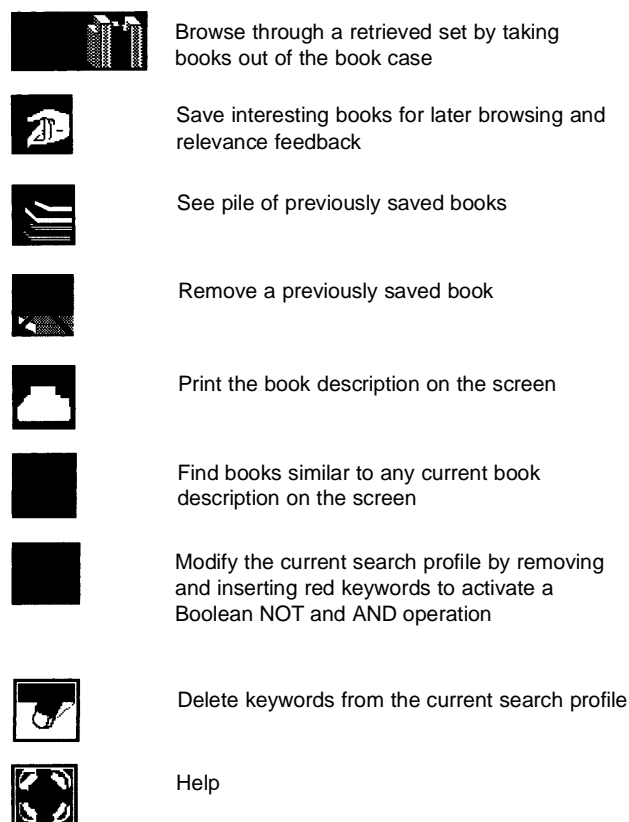 Browse through a retrieved set by taking
books out of the book case
Save interesting books for later browsing and
relevance feedback
See pile of previously saved books
Remove a previously saved book
Print the book description on the screen
Find books similar to any current book
description on the screen
Modify the current search profile by removing
and inserting red keywords to activate a
Boolean NOT and AND operation
Delete keywords from the current search profile
Help